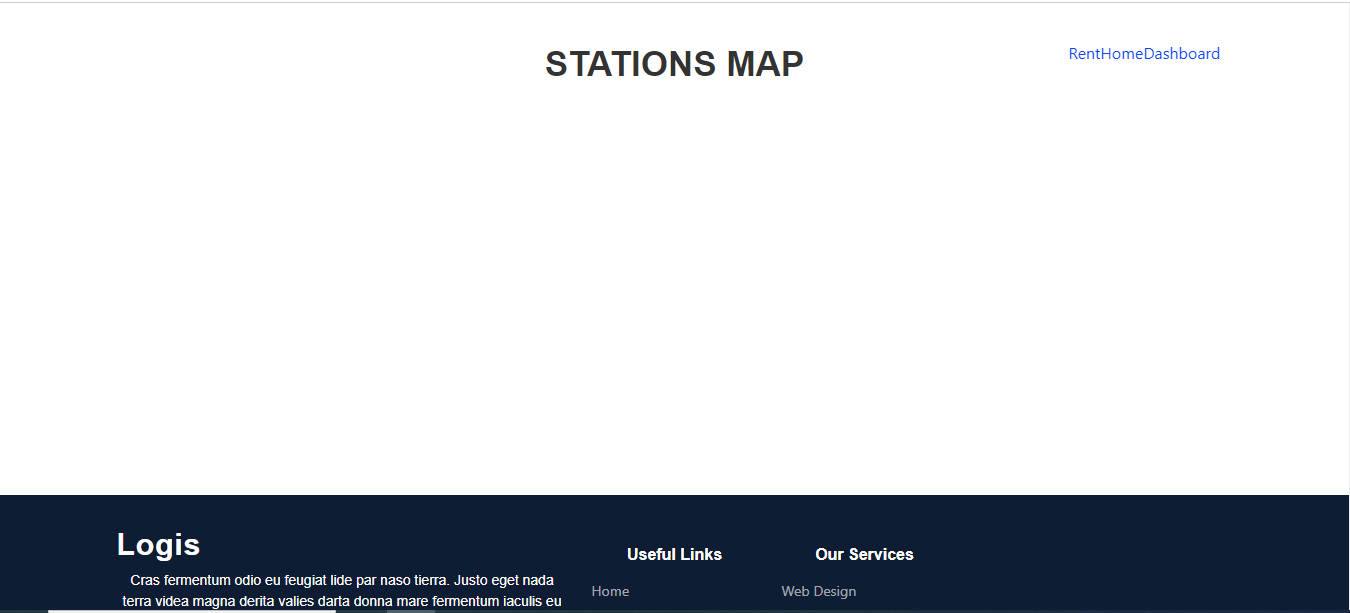 STATIONS MAP
RentHomeDashboard
Logis
Cras fermentum odio eu feugiat lide par naso tierra. Justo eget nada
terra videa magna derita valies darta donna mare fermentum iaculis eu
Useful Links
Home
Our Services
Web Design